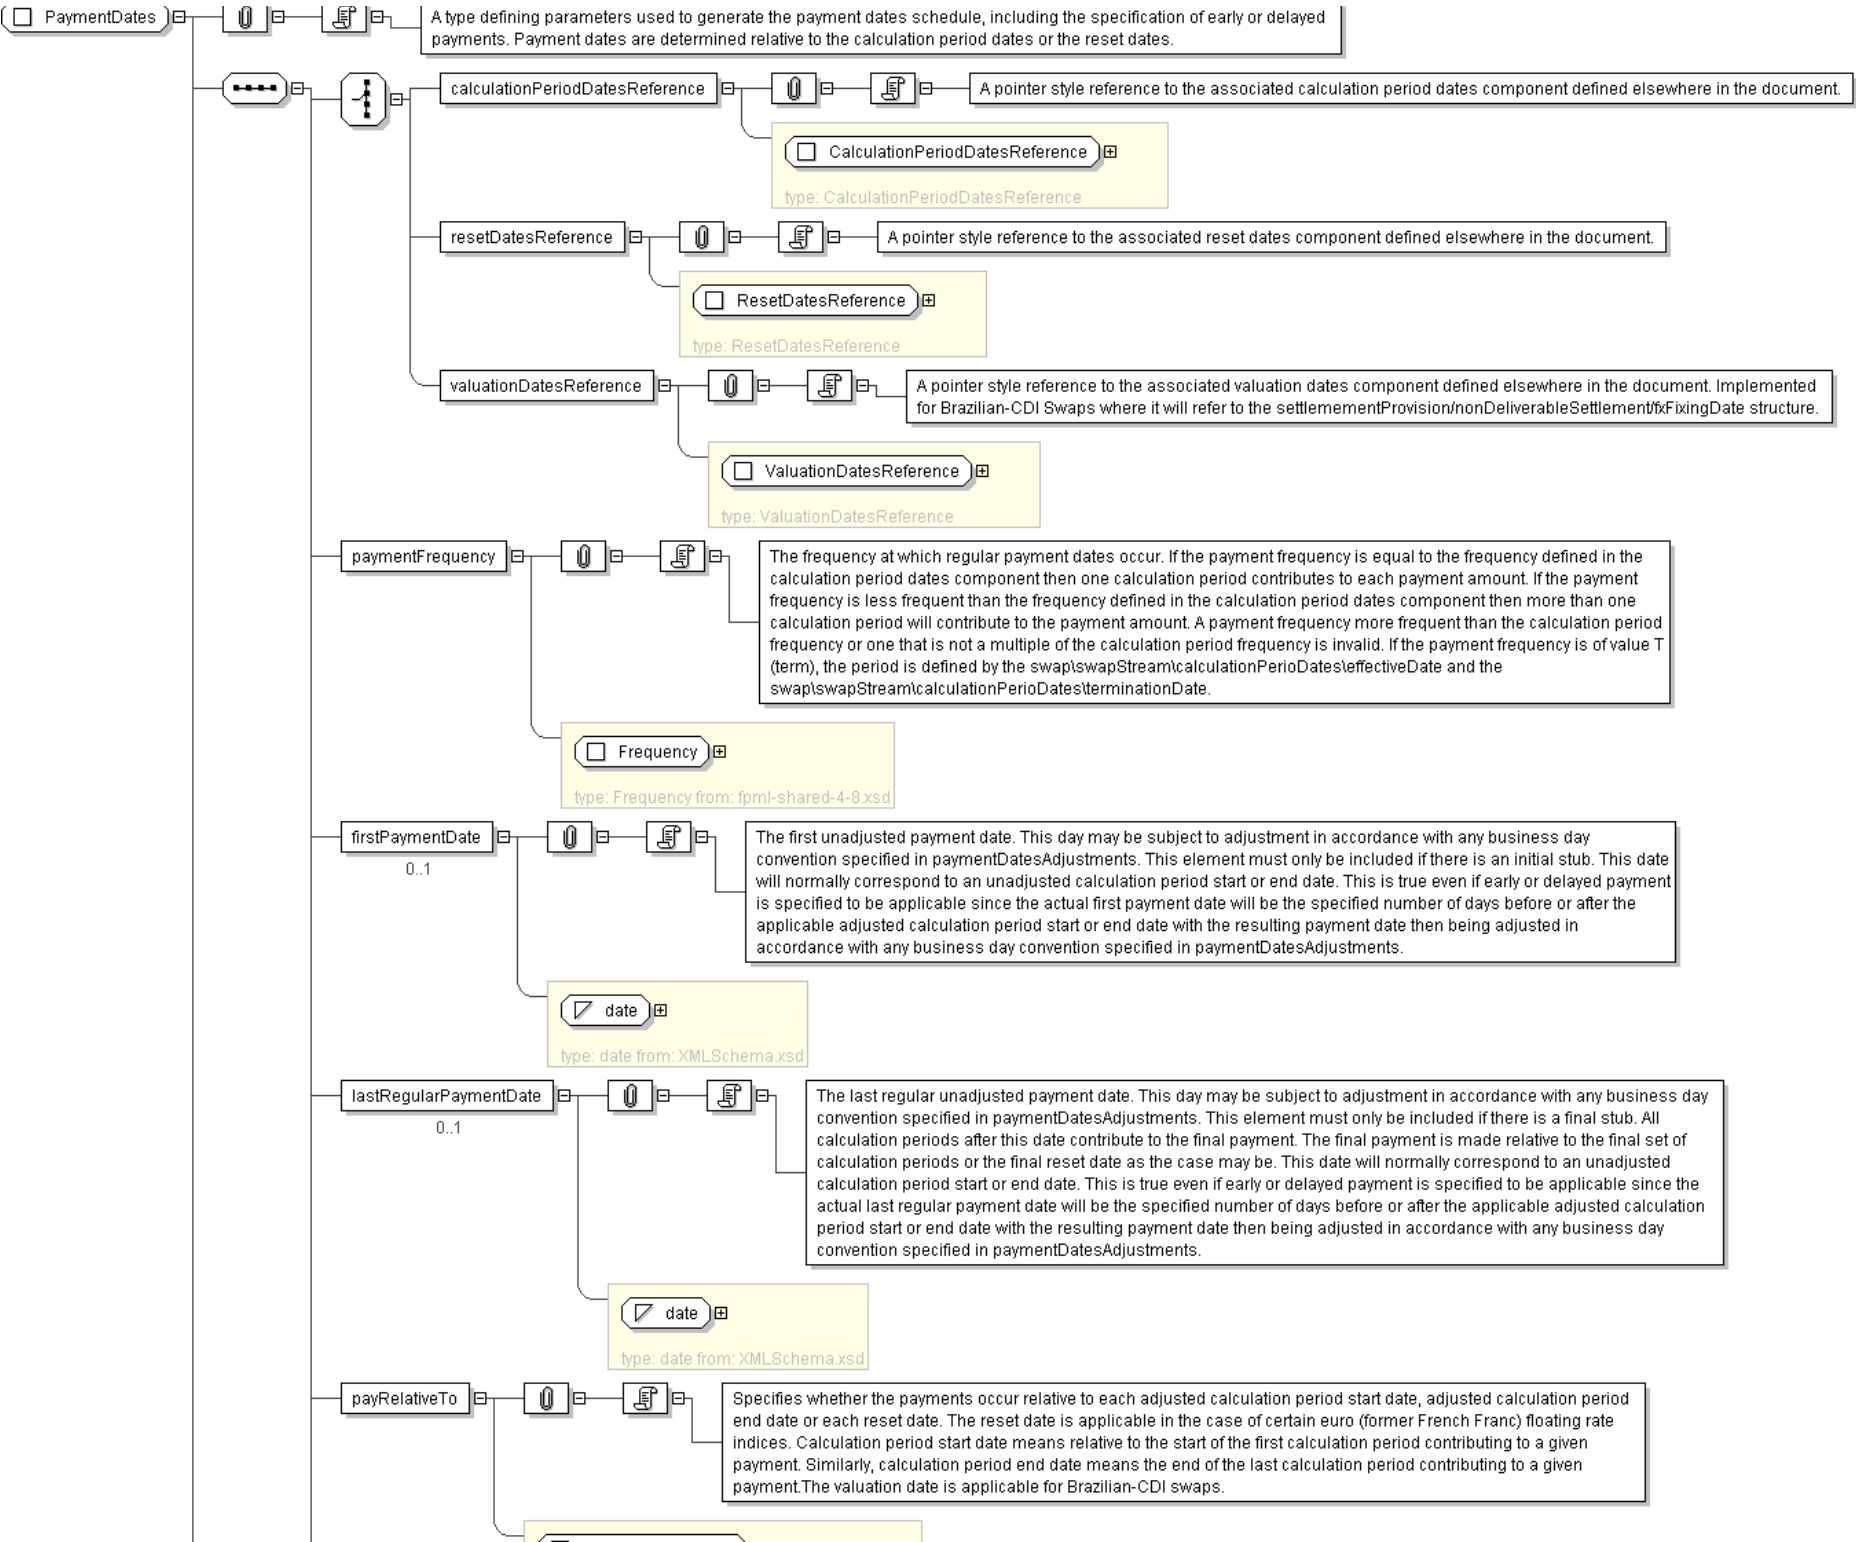 PaymentDates
A type defining parameters used to generate the payment dates schedule, including the specification of early or delayed
payments. Payment dates are determined relative to the calculation period dates or the reset dates.
calculationPeriodDatesReference
A pointer style reference to the associated calculation period dates component defined elsewhere in the document.
CalculationPeriodDatesReference
type: CalculationPeriodDatesReference
resetDatesReference
A pointer style reference to the associated reset dates component defined elsewhere in the document.
ResetDatesReference
type: ResetDatesReference
valuationDatesReference
A pointer style reference to the associated valuation dates component defined elsewhere in the document. Implemented
for Brazilian-CDI Swaps where it will refer to the settlemementProvision/nonDeliverableSettlement/fxFixingDate structure.
ValuationDatesReference
type: ValuationDatesReference
paymentFrequency
The frequency at which regular payment dates occur. If the payment frequency is equal to the frequency defined in the
calculation period dates component then one calculation period contributes to each payment amount. If the payment
frequency is less frequent than the frequency defined in the calculation period dates component then more than one
calculation period will contribute to the payment amount. A payment frequency more frequent than the calculation period
frequency or one that is not a multiple of the calculation period frequency is invalid. If the payment frequency is of value T
(term), the period is defined by the swap\swapStream\calculationPerioDates\effectiveDate and the
swap\swapStream\calculationPerioDates\terminationDate.
Frequency
type: Frequency from: fpml-shared-4-8.xsd
firstPaymentDate
0..1
The first unadjusted payment date. This day may be subject to adjustment in accordance with any business day
convention specified in paymentDatesAdjustments. This element must only be included if there is an initial stub. This date
will normally correspond to an unadjusted calculation period start or end date. This is true even if early or delayed payment
is specified to be applicable since the actual first payment date will be the specified number of days before or after the
applicable adjusted calculation period start or end date with the resulting payment date then being adjusted in
accordance with any business day convention specified in paymentDatesAdjustments.
date
type: date from: XMLSchema.xsd
lastRegularPaymentDate
0..1
The last regular unadjusted payment date. This day may be subject to adjustment in accordance with any business day
convention specified in paymentDatesAdjustments. This element must only be included if there is a final stub. All
calculation periods after this date contribute to the final payment. The final payment is made relative to the final set of
calculation periods or the final reset date as the case may be. This date will normally correspond to an unadjusted
calculation period start or end date. This is true even if early or delayed payment is specified to be applicable since the
actual last regular payment date will be the specified number of days before or after the applicable adjusted calculation
period start or end date with the resulting payment date then being adjusted in accordance with any business day
convention specified in paymentDatesAdjustments.
date
type: date from: XMLSchema.xsd
payRelativeTo
Specifies whether the payments occur relative to each adjusted calculation period start date, adjusted calculation period
end date or each reset date. The reset date is applicable in the case of certain euro (former French Franc) floating rate
indices. Calculation period start date means relative to the start of the first calculation period contributing to a given
payment. Similarly, calculation period end date means the end of the last calculation period contributing to a given
payment.The valuation date is applicable for Brazilian-CDI swaps.